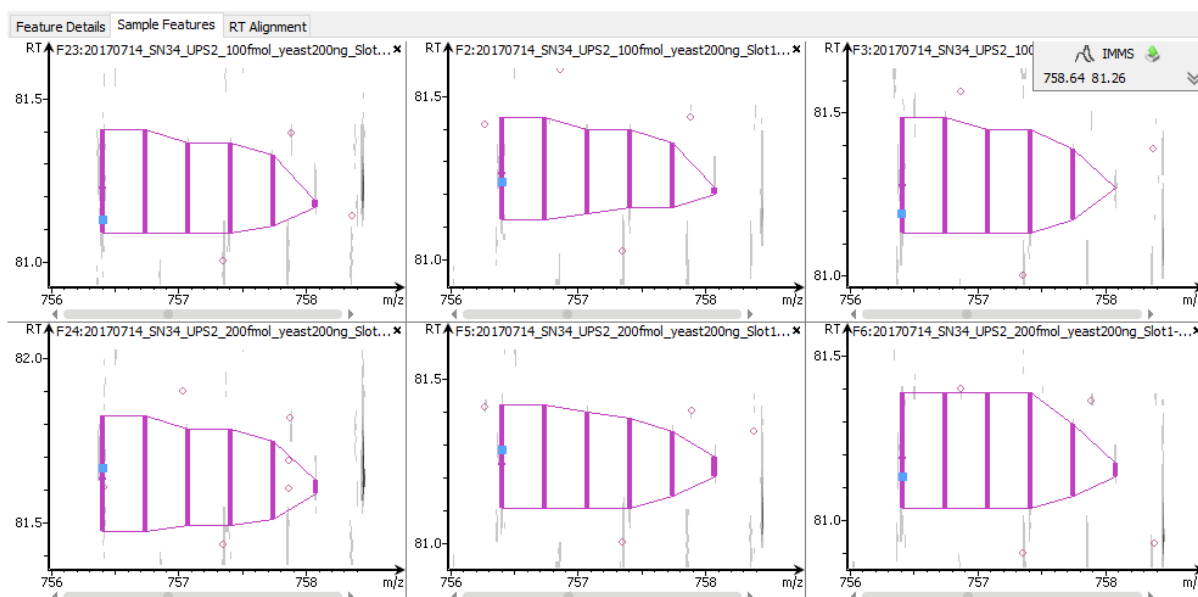 Feature Details Sample Features RT Alignment
RT F23:20170714_SN34_UPS2_100fmol_yeast200ng_Slot... ×
81.5
81.0
756 757 758 m/z
RT F2:20170714_SN34_UPS2_100fmol_yeast200ng_Slot1... ×
81.5
81.0
756 757 758 m/z
RT F3:20170714_SN34_UPS2_100
IMMS
758.64 81.26
81.5
81.0
756 757 758 m/z
RT F24:20170714_SN34_UPS2_200fmol_yeast200ng_Slot... ×
82.0
81.5
756 757 758 m/z
RT F5:20170714_SN34_UPS2_200fmol_yeast200ng_Slot1... ×
81.5
81.0
756 757 758 m/z
RT F6:20170714_SN34_UPS2_200fmol_yeast200ng_Slot1-... ×
81.5
81.0
756 757 758 m/z